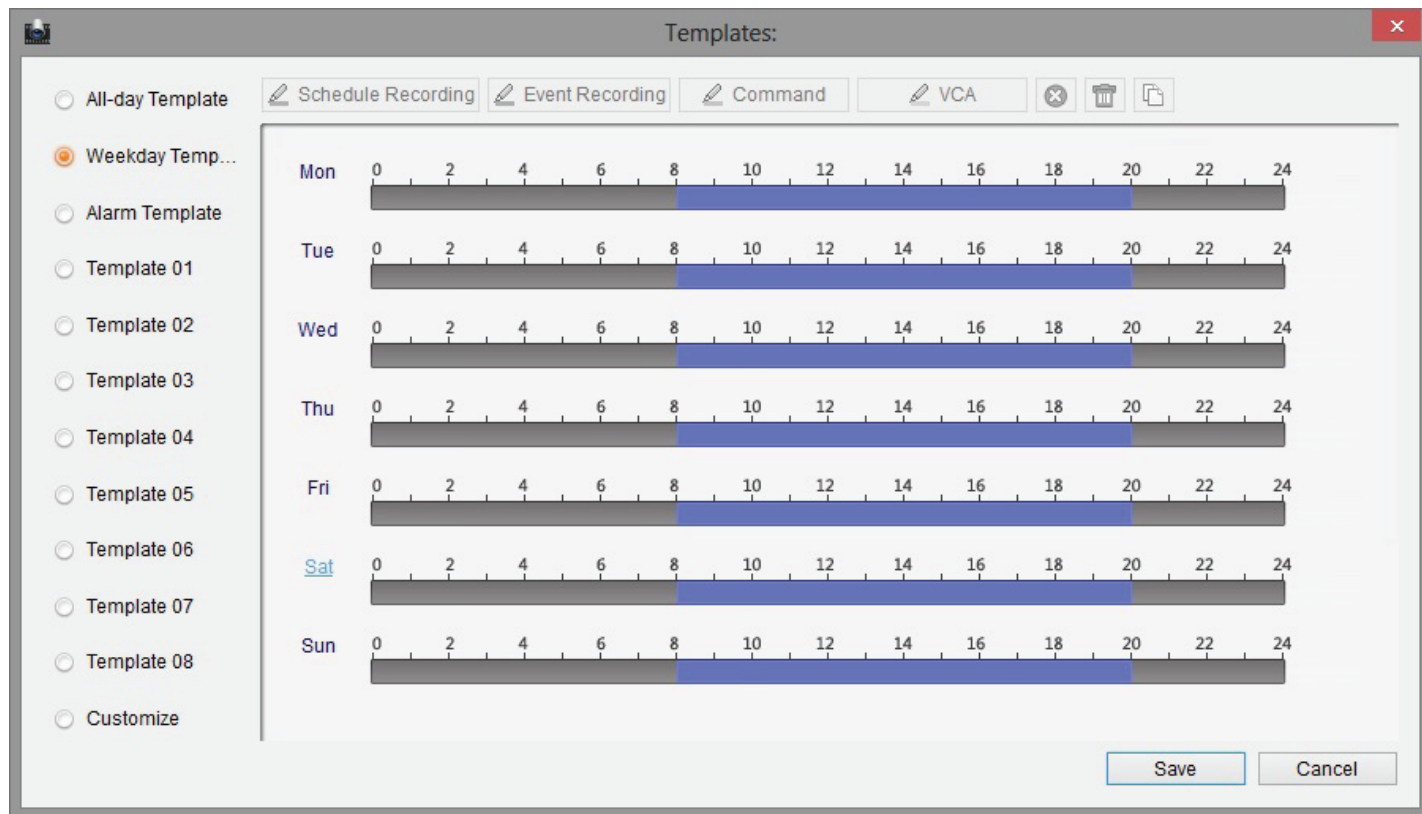 Templates:
All-day Template
Weekday Temp...
Alarm Template
Template 01
Template 02
Template 03
Template 04
Template 05
Template 06
Template 07
Template 08
Customize
Schedule Recording Event Recording Command VCA
Mon 0 2 4 6 8 10 12 14 16 18 20 22 24
Tue 0 2 4 6 8 10 12 14 16 18 20 22 24
Wed 0 2 4 6 8 10 12 14 16 18 20 22 24
Thu 0 2 4 6 8 10 12 14 16 18 20 22 24
Fri 0 2 4 6 8 10 12 14 16 18 20 22 24
Sat 0 2 4 6 8 10 12 14 16 18 20 22 24
Sun 0 2 4 6 8 10 12 14 16 18 20 22 24
Save Cancel